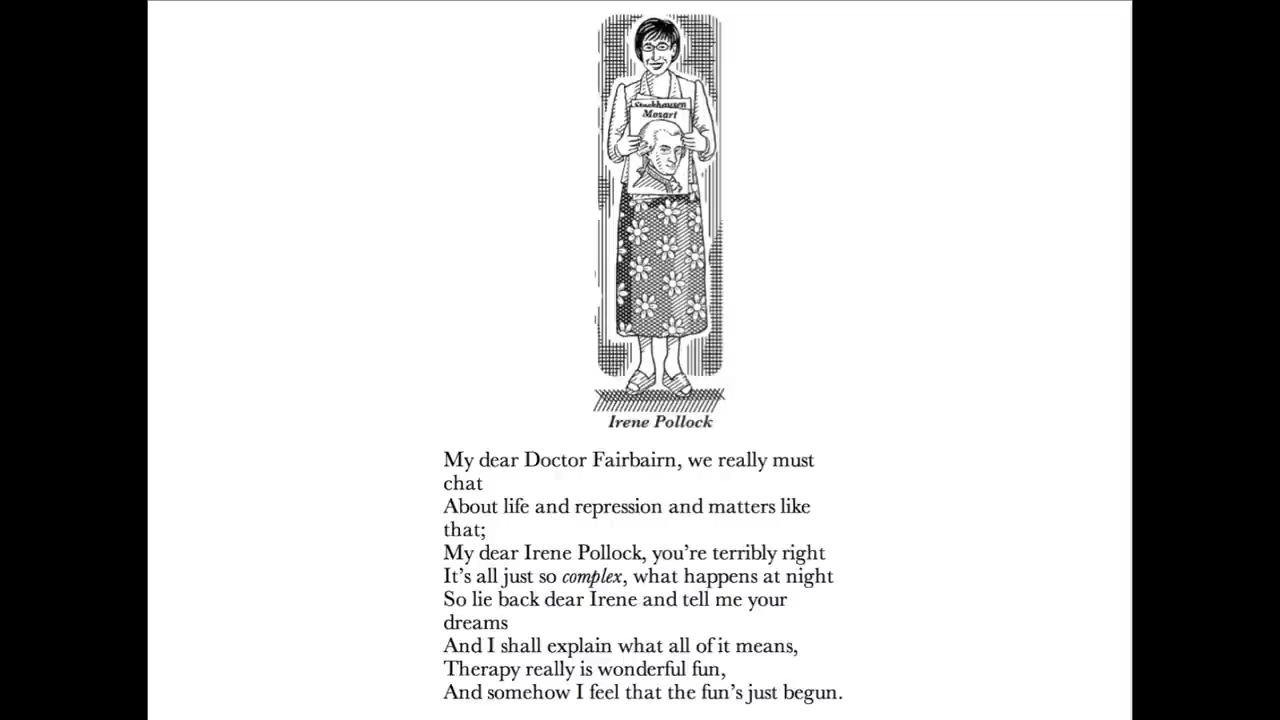 Stockhausen
Mozart
Irene Pollock
My dear Doctor Fairbairn, we really must
chat
About life and repression and matters like
that;
My dear Irene Pollock, you’re terribly right
It’s all just so complex, what happens at night
So lie back dear Irene and tell me your
dreams
And I shall explain what all of it means,
Therapy really is wonderful fun,
And somehow I feel that the fun’s just begun.